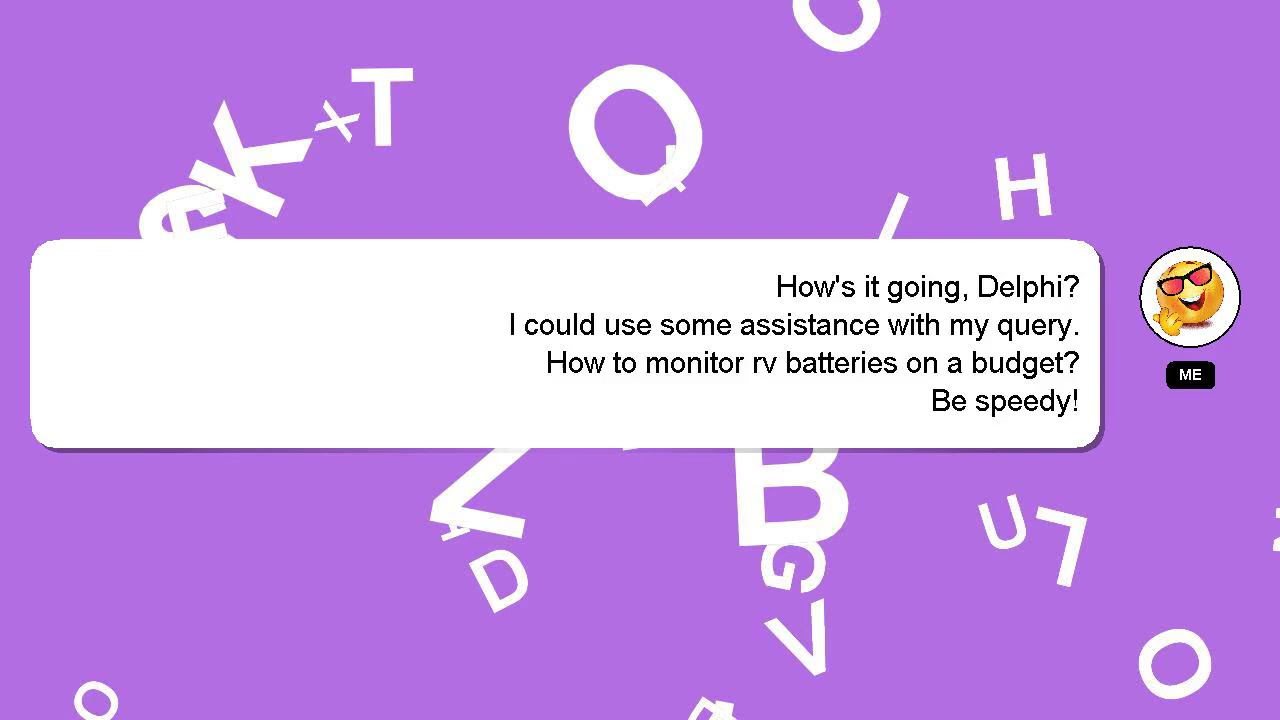 How's it going, Delphi?
I could use some assistance with my query.
How to monitor rv batteries on a budget?
Be speedy!
ME